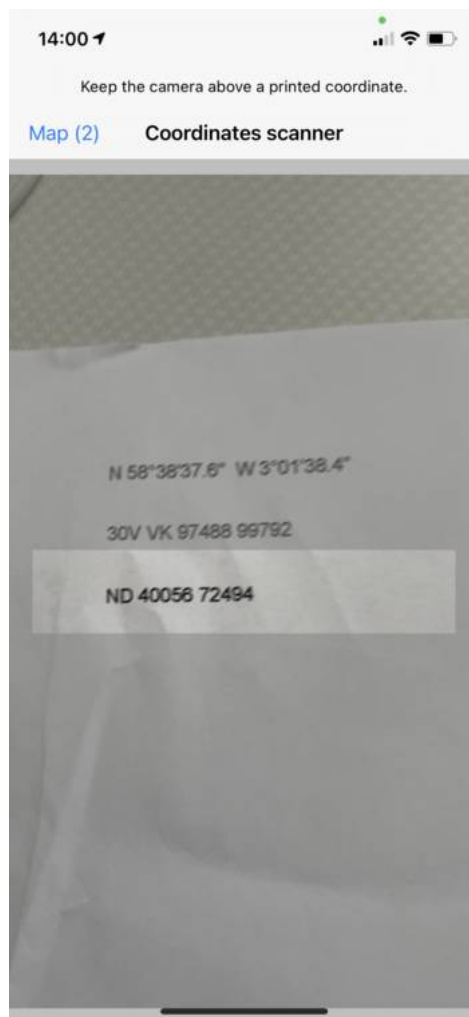 14:00
Keep the camera above a printed coordinate.
Map (2) Coordinates scanner
N 58°38'37.6" W 3°01'38.4"
30V VK 97488 99792
ND 40056 72494